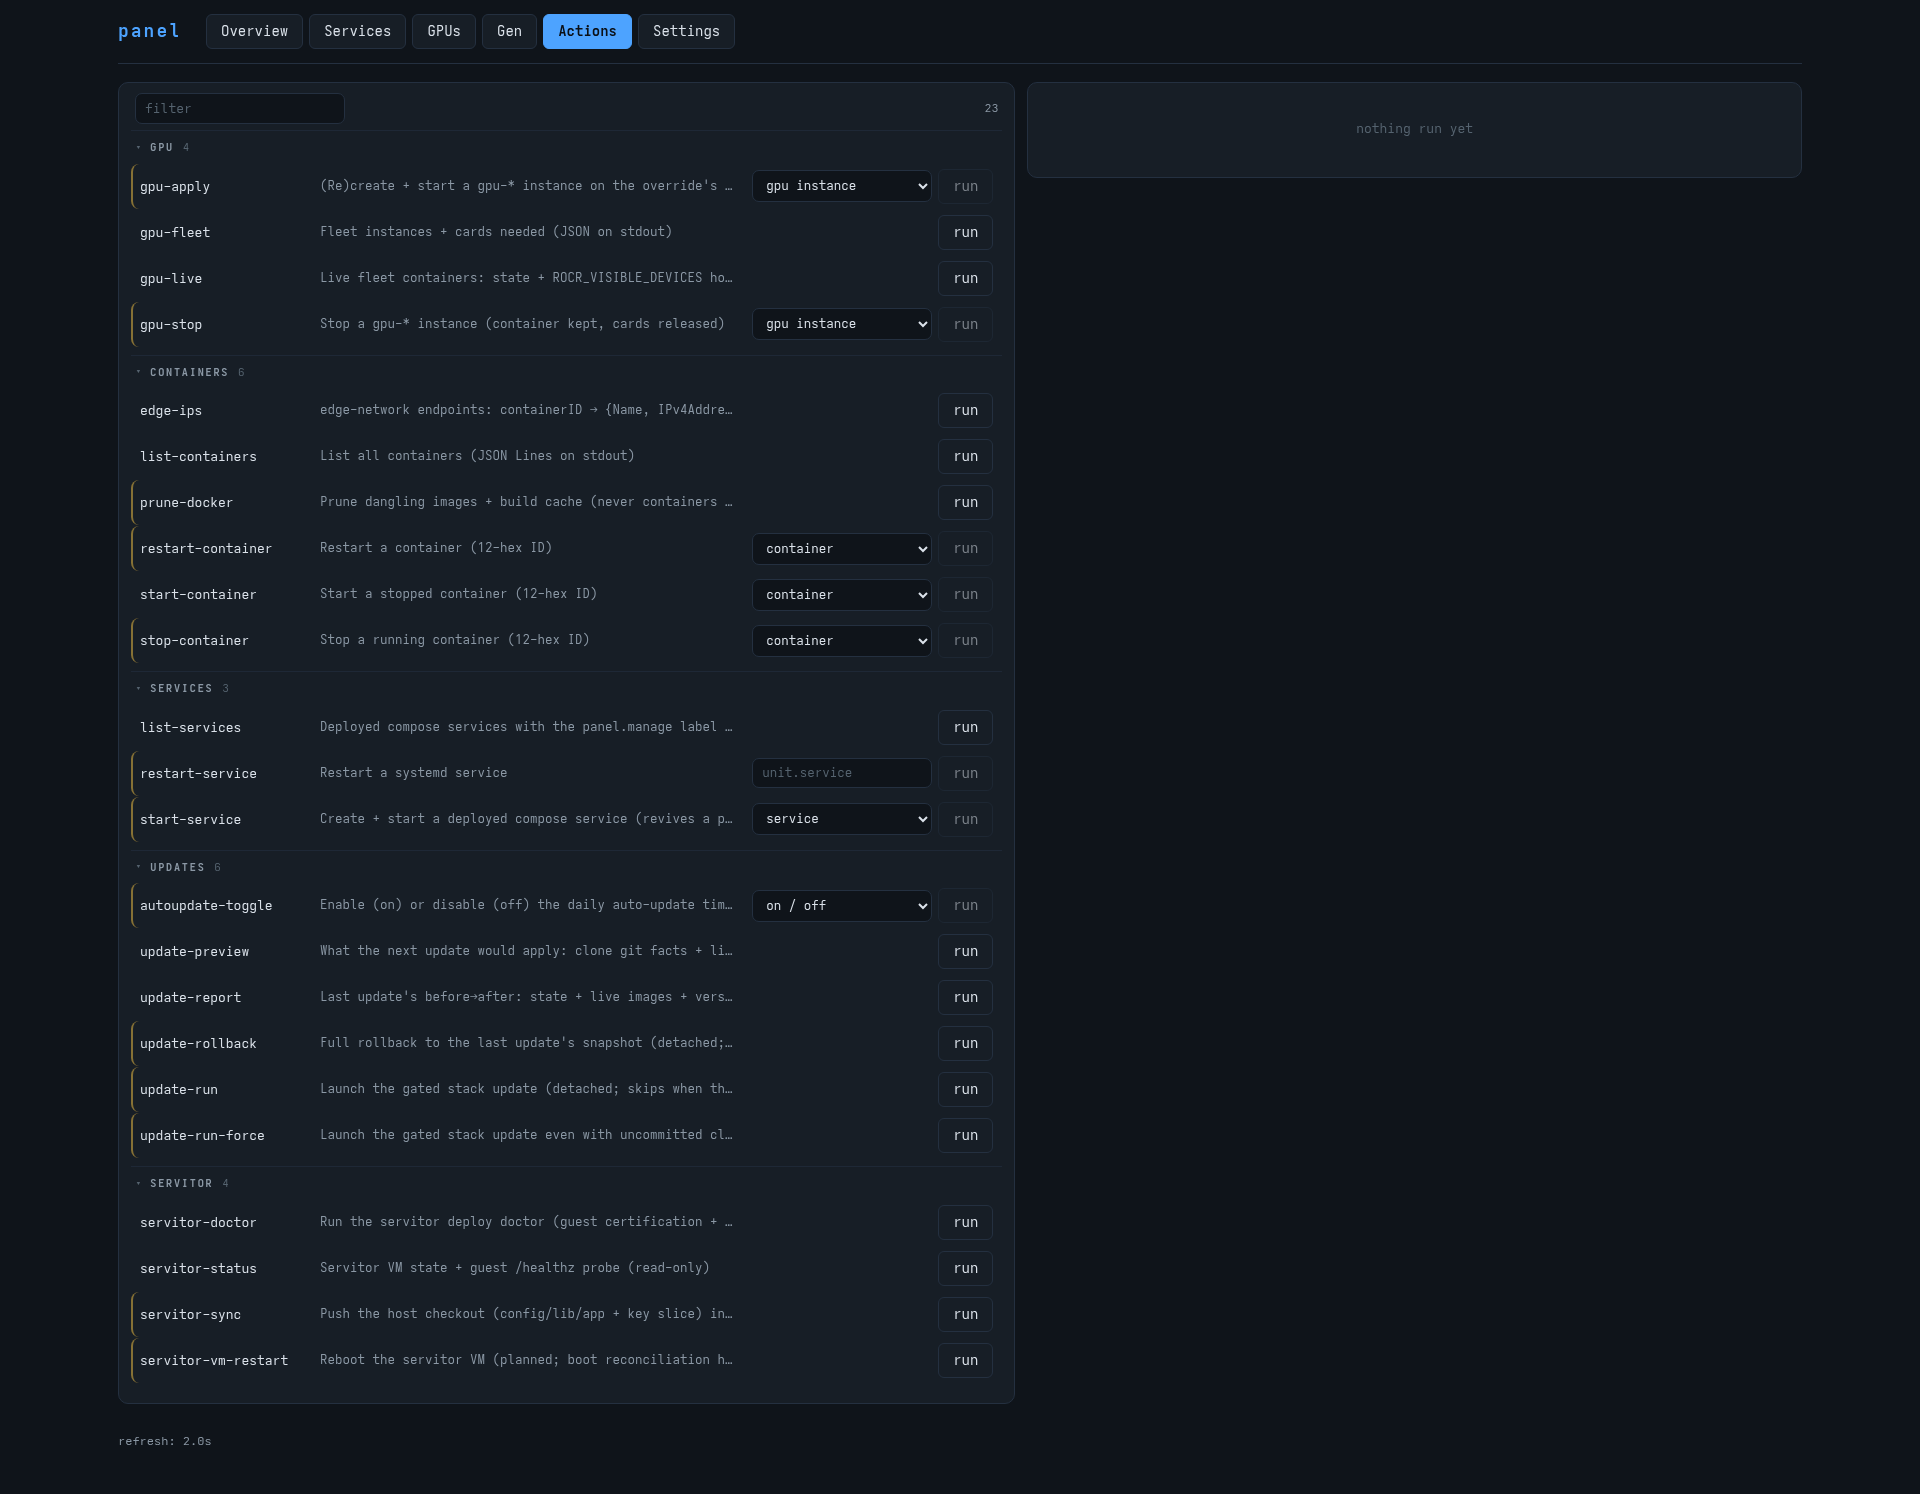 panel Overview Services GPUs Gen Actions Settings
filter 23
nothing run yet
GPU 4
gpu-apply (Re)create + start a gpu-* instance on the override's … gpu instance run
gpu-fleet Fleet instances + cards needed (JSON on stdout) run
gpu-live Live fleet containers: state + ROCR_VISIBLE_DEVICES ho… run
gpu-stop Stop a gpu-* instance (container kept, cards released) gpu instance run
CONTAINERS 6
edge-ips edge-network endpoints: containerID → {Name, IPv4Addre… run
list-containers List all containers (JSON Lines on stdout) run
prune-docker Prune dangling images + build cache (never containers … run
restart-container Restart a container (12-hex ID) container run
start-container Start a stopped container (12-hex ID) container run
stop-container Stop a running container (12-hex ID) container run
SERVICES 3
list-services Deployed compose services with the panel.manage label … run
restart-service Restart a systemd service unit.service run
start-service Create + start a deployed compose service (revives a p… service run
UPDATES 6
autoupdate-toggle Enable (on) or disable (off) the daily auto-update tim… on / off run
update-preview What the next update would apply: clone git facts + li… run
update-report Last update's before→after: state + live images + vers… run
update-rollback Full rollback to the last update's snapshot (detached;… run
update-run Launch the gated stack update (detached; skips when th… run
update-run-force Launch the gated stack update even with uncommitted cl… run
SERVITOR 4
servitor-doctor Run the servitor deploy doctor (guest certification + … run
servitor-status Servitor VM state + guest /healthz probe (read-only) run
servitor-sync Push the host checkout (config/lib/app + key slice) in… run
servitor-vm-restart Reboot the servitor VM (planned; boot reconciliation h… run
refresh: 2.0s